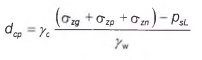 d_cp = γ_c ((σ_zg + σ_zp + σ_zn) – p_SL) / γ_w